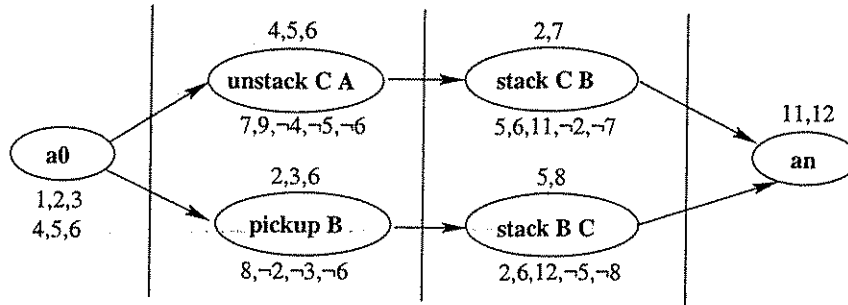 4,5,6
unstack C A
7,9,¬4,¬5,¬6
2,7
stack C B
5,6,11,¬2,¬7
a0
1,2,3
4,5,6
11,12
an
2,3,6
pickup B
8,¬2,¬3,¬6
5,8
stack B C
2,6,12,¬5,¬8